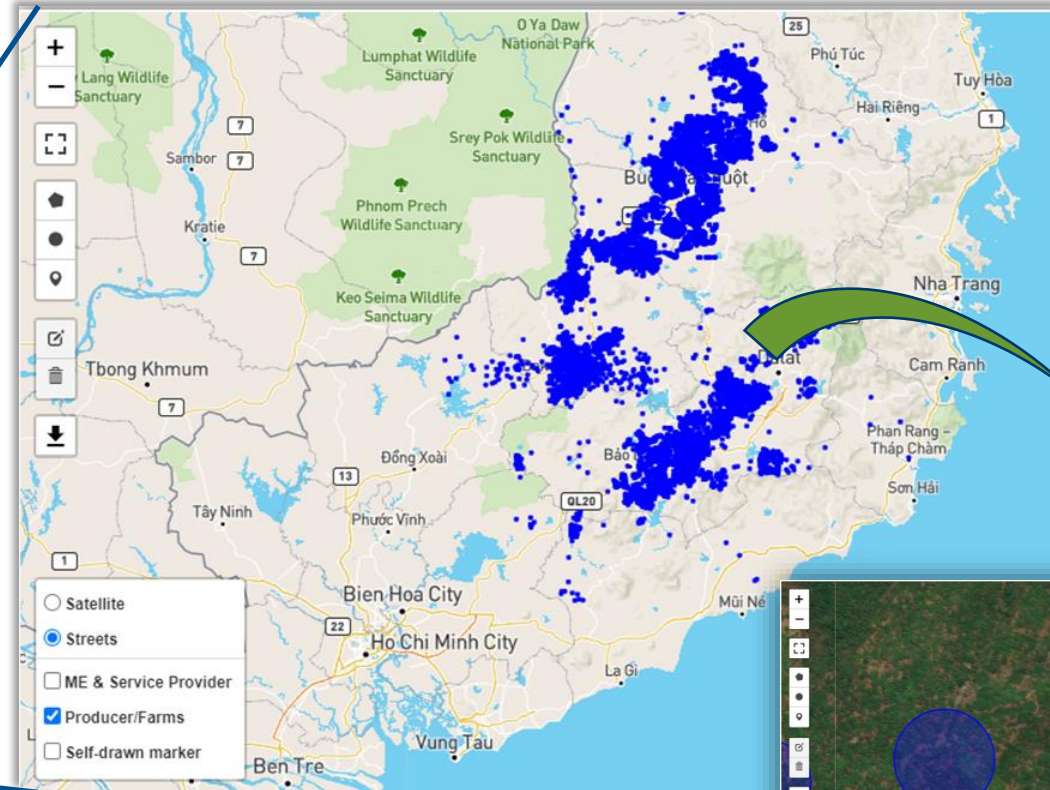 O Ya Daw
National Park
25
Phú Túc
Lumphat Wildlife
Sanctuary
Lang Wildlife
Sanctuary
Tuy Hòa
Hai Riêng
1
7
Srey Pok Wildlife
Sanctuary
Sambor
7
Phnom Prech
Wildlife Sanctuary
Kratie
7
Keo Seima Wildlife
Sanctuary
Nha Trang
Tbong Khmum
Cam Ranh
7
Phan Rang –
Tháp Chàm
Đồng Xoài
13
Sơn Hải
QL20
Tây Ninh
Phước Vĩnh
1
Bien Hoa City
Mũi Né
22
Ho Chi Minh City
La Gi
Vung Tau
Ben Tre
Satellite
Streets
ME & Service Provider
Producer/Farms
Self-drawn marker